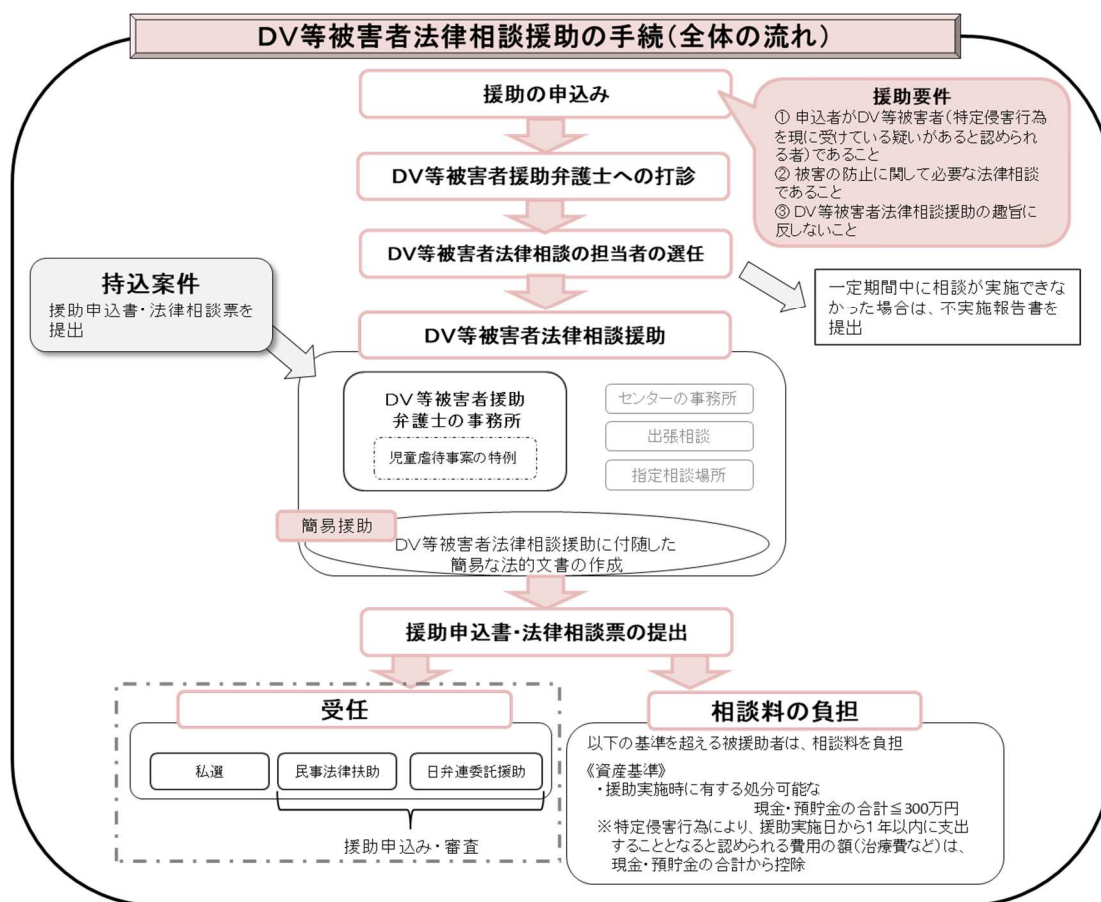 DV等被害者法律相談援助の手続(全体の流れ)
援助の申込み
援助要件
① 申込者がDV等被害者(特定侵害行為
を現に受けている疑いがあると認められ
る者)であること
② 被害の防止に関して必要な法律相談
であること
③ DV等被害者法律相談援助の趣旨に
反しないこと
DV等被害者援助弁護士への打診
DV等被害者法律相談の担当者の選任
持込案件
援助申込書・法律相談票を
提出
一定期間中に相談が実施できな
かった場合は、不実施報告書を
提出
DV等被害者法律相談援助
DV等被害者援助
弁護士の事務所
児童虐待事案の特例
センターの事務所
出張相談
指定相談場所
簡易援助
DV等被害者法律相談援助に付随した
簡易な法的文書の作成
援助申込書・法律相談票の提出
受任
私選
民事法律扶助
日弁連委託援助
援助申込み・審査
相談料の負担
以下の基準を超える被援助者は、相談料を負担
《資産基準》
・援助実施時に有する処分可能な
現金・預貯金の合計≦300万円
※特定侵害行為により、援助実施日から1年以内に支出
することとなると認められる費用の額(治療費など)は、
現金・預貯金の合計から控除